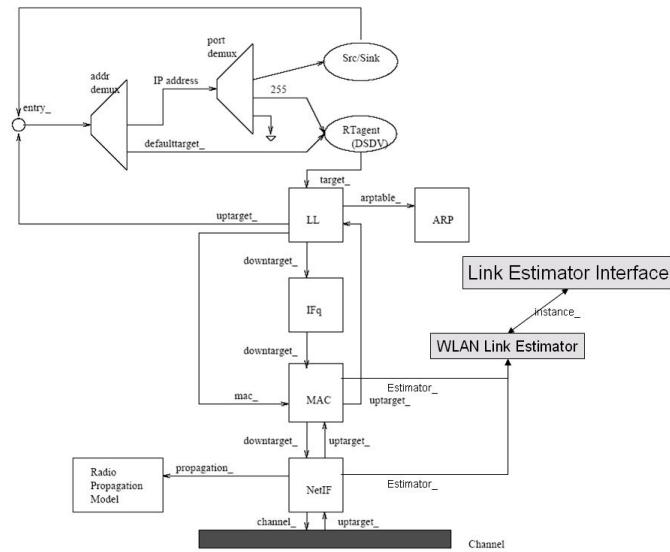 port
demux
Src/Sink
addr
demux
IP address
255
entry_
RTagent
(DSDV)
defaulttarget_
target_
arptable_
uptarget_
LL
ARP
downtarget_
Link Estimator Interface
IFq
instance_
WLAN Link Estimator
downtarget_
Estimator_
mac_
MAC
uptarget_
downtarget_
uptarget_
Radio
Propagation
Model
propagation_
NetIF
Estimator_
channel_
uptarget_
Channel